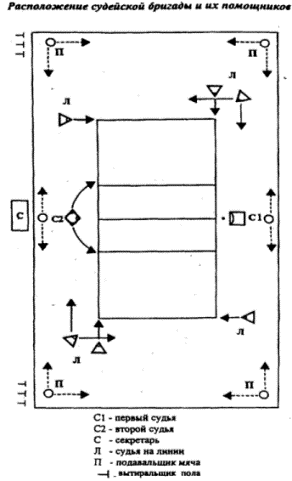 Расположение судейской бригады и их помощников
П
П
Л
Л
С
С2
С1
Л
Л
П
П
С1 - первый судья
С2 - второй судья
С - секретарь
Л - судья на линии
П - подавальщик мяча
- вытиральщик пола